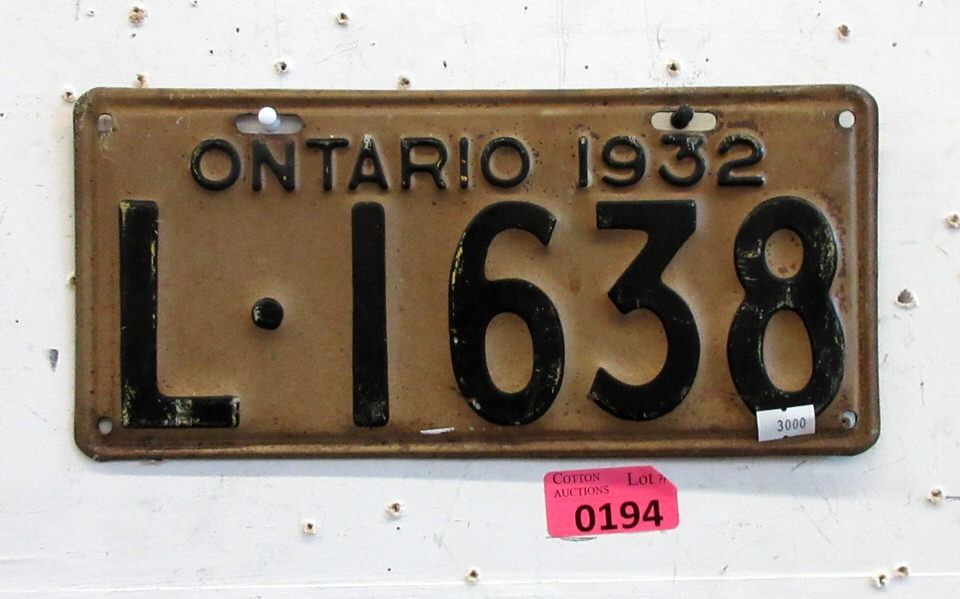 ONTARIO 1932
L·1638
3000
COTTON Lot #
AUCTIONS
0194